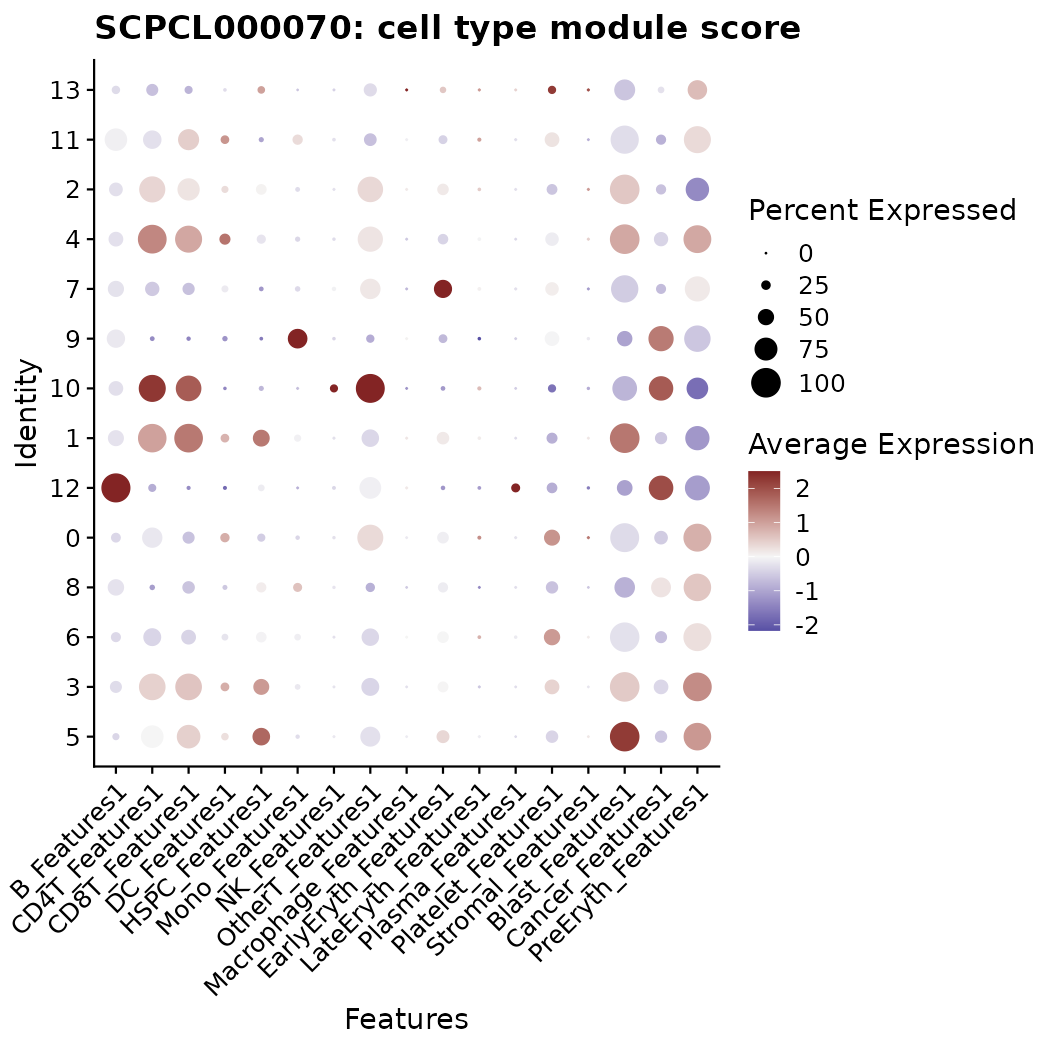 SCPCL000070: cell type module score
Identity
13
11
2
4
7
9
10
1
12
0
8
6
3
5
B_Features1
CD4T_Features1
CD8T_Features1
DC_Features1
HSPC_Features1
Mono_Features1
NK_Features1
OtherT_Features1
Macrophage_Features1
EarlyEryth_Features1
LateEryth_Features1
Plasma_Features1
Platelet_Features1
Stromal_Features1
Blast_Features1
Cancer_Features1
PreEryth_Features1
Features
Percent Expressed
0
25
50
75
100
Average Expression
2
1
0
-1
-2